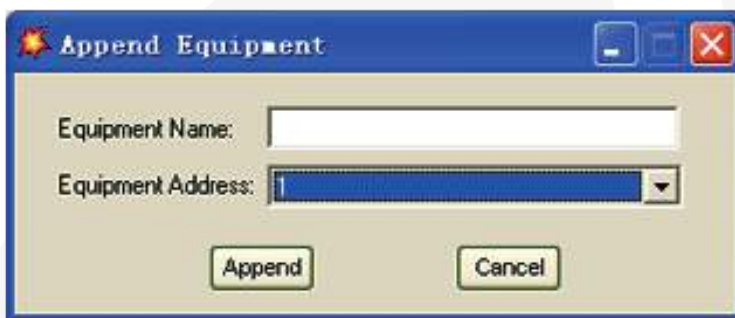 Append Equipment
Equipment Name:
Equipment Address: 1
Append Cancel